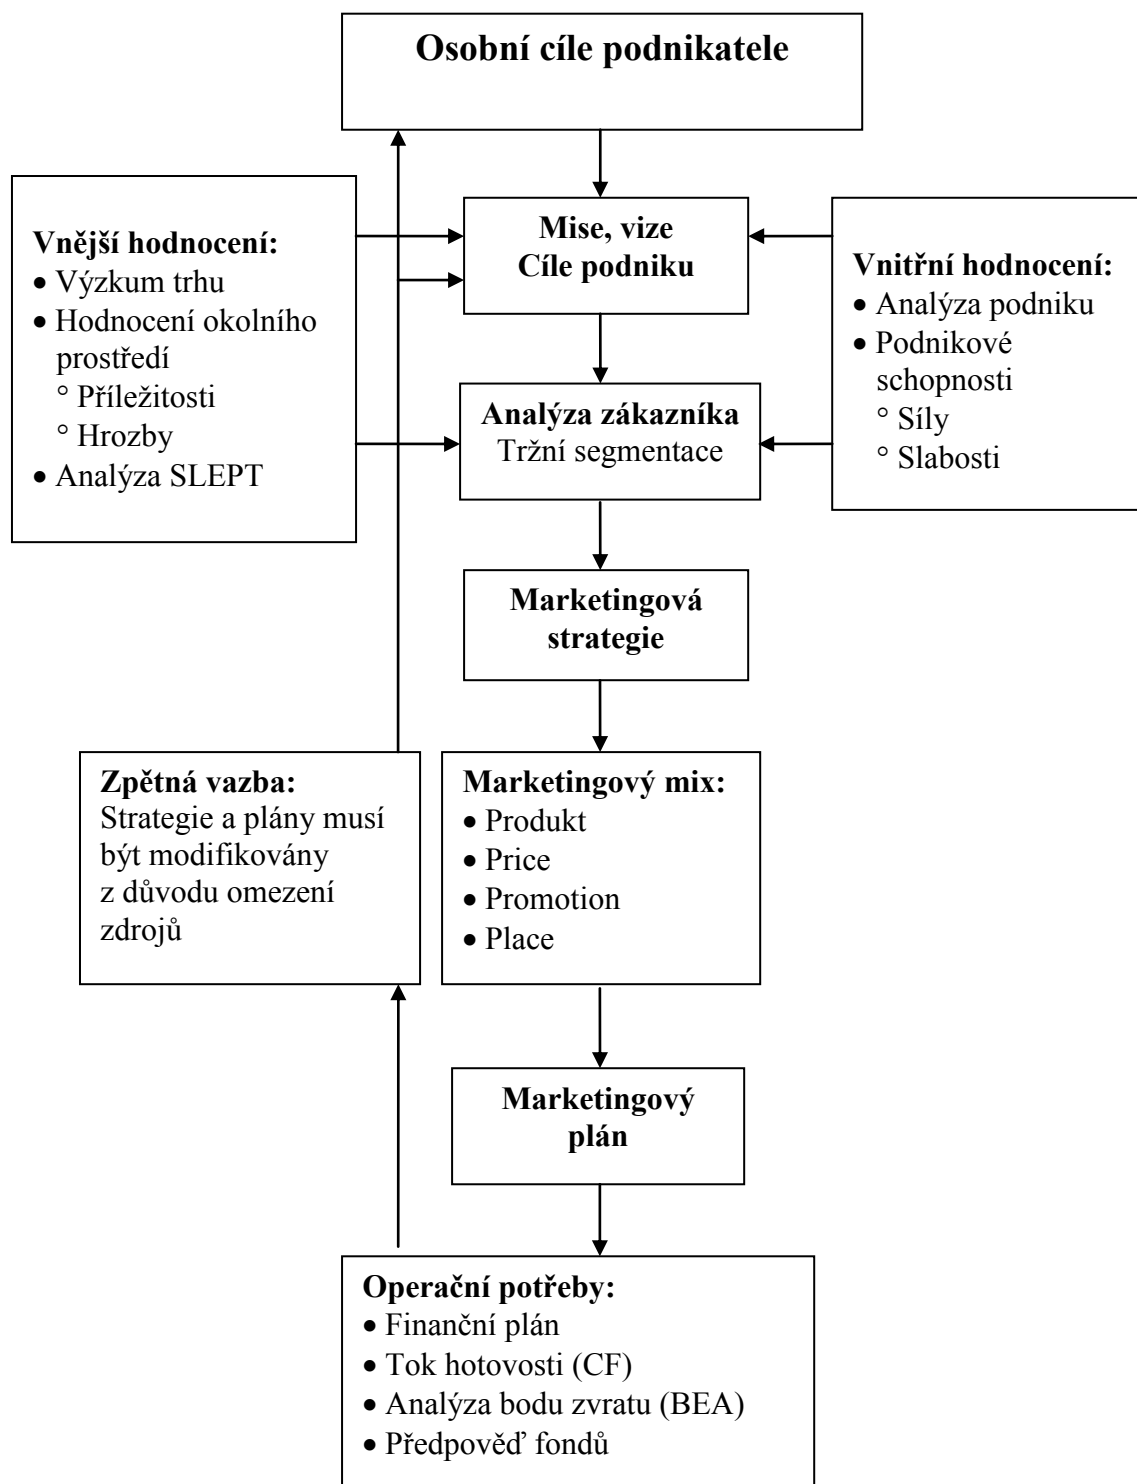 Osobní cíle podnikatele
Mise, vize
Cíle podniku
Vnější hodnocení:
• Výzkum trhu
• Hodnocení okolního
prostředí
° Příležitosti
° Hrozby
• Analýza SLEPT
Vnitřní hodnocení:
• Analýza podniku
• Podnikové
schopnosti
° Síly
° Slabosti
Analýza zákazníka
Tržní segmentace
Marketingová
strategie
Zpětná vazba:
Strategie a plány musí
být modifikovány
z důvodu omezení
zdrojů
Marketingový mix:
• Produkt
• Price
• Promotion
• Place
Marketingový
plán
Operační potřeby:
• Finanční plán
• Tok hotovosti (CF)
• Analýza bodu zvratu (BEA)
• Předpověď fondů